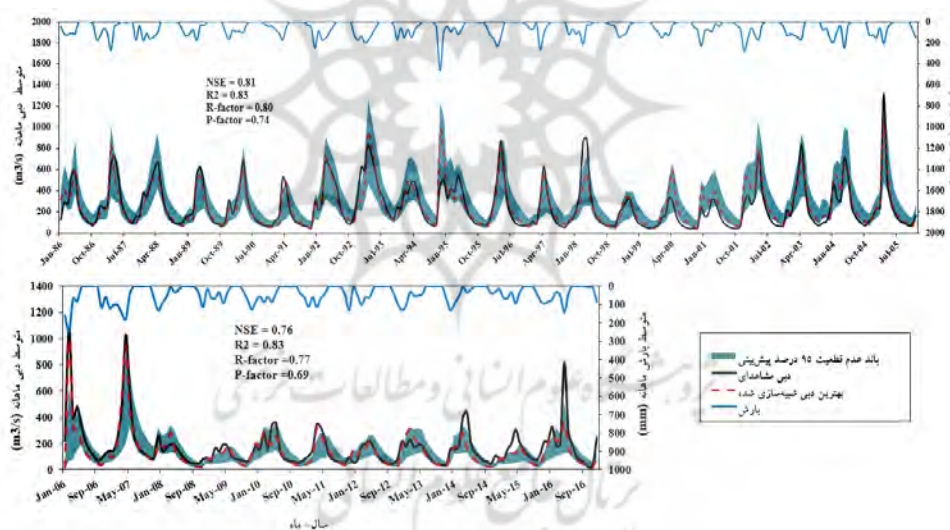 2000
1800
1600
1400
1200
1000
800
600
400
200
0
متوسط دبی ماهانه (m3/s)
NSE = 0.81
R2 = 0.83
R-factor = 0.80
P-factor =0.74
0
200
400
600
800
1000
1200
1400
1600
1800
2000
Jan-86
Oct-86
Jul-87
Apr-88
Jan-89
Oct-89
Jul-90
Apr-91
Jan-92
Oct-92
Jul-93
Apr-94
Jan-95
Oct-95
Jul-96
Apr-97
Jan-98
Oct-98
Jul-99
Apr-00
Jan-01
Oct-01
Jul-02
Apr-03
Jan-04
Oct-04
Jul-05
1400
1200
1000
800
600
400
200
0
متوسط دبی ماهانه (m3/s)
NSE = 0.76
R2 = 0.83
R-factor =0.77
P-factor =0.69
0
100
200
300
400
500
600
700
800
900
1000
متوسط بارش ماهانه (mm)
Jan-06
Sep-06
May-07
Jan-08
Sep-08
May-09
Jan-10
Sep-10
May-11
Jan-12
Sep-12
May-13
Jan-14
Sep-14
May-15
Jan-16
Sep-16
سال- ماه
باند عدم قطعیت ۹۵ درصد پیش‌بینی
دبی مشاهداتی
بهترین دبی شبیه‌سازی شده
بارش
پژوهشگاه علوم انسانی و مطالعات فرهنگی
پرتال جامع علوم انسانی